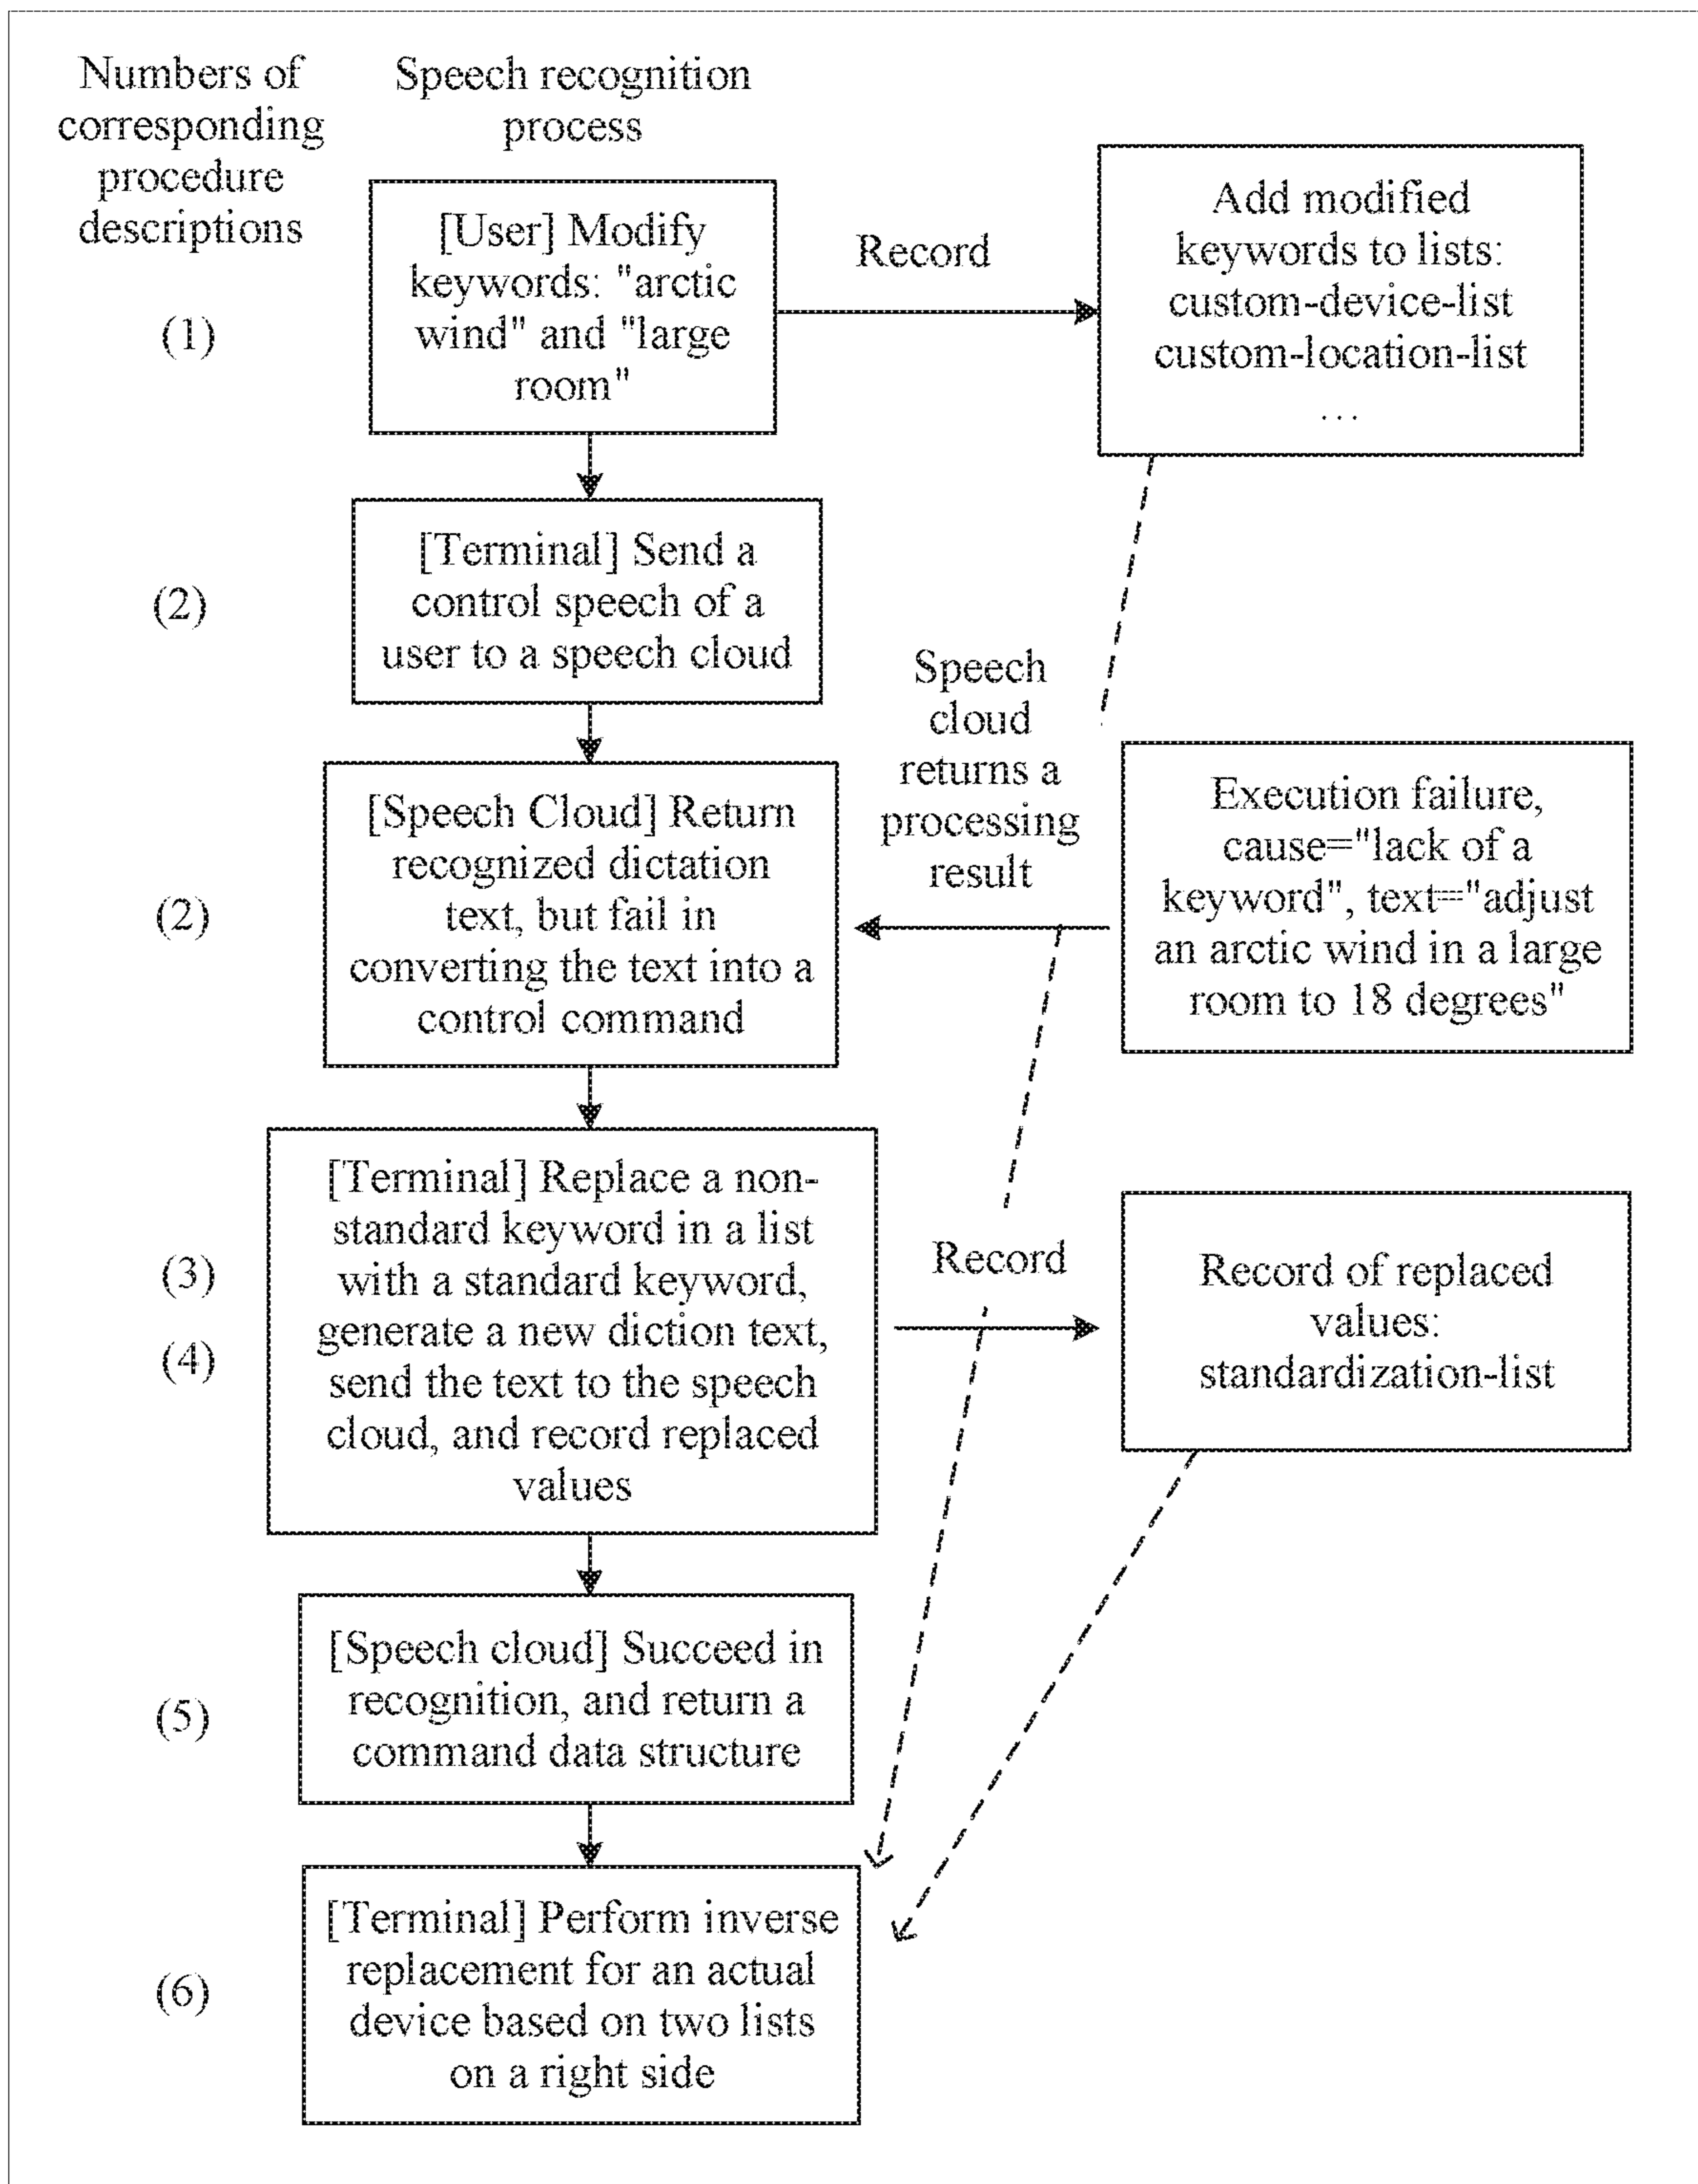 Numbers of
corresponding
procedure
descriptions
Speech recognition
process
(1)
[User] Modify
keywords: "arctic
wind" and "large
room"
Record
Add modified
keywords to lists:
custom-device-list
custom-location-list
...
(2)
[Terminal] Send a
control speech of a
user to a speech cloud
(2)
[Speech Cloud] Return
recognized dictation
text, but fail in
converting the text into a
control command
Speech
cloud
returns a
processing
result
Execution failure,
cause="lack of a
keyword", text="adjust
an arctic wind in a large
room to 18 degrees"
(3)
(4)
[Terminal] Replace a non-
standard keyword in a list
with a standard keyword,
generate a new diction text,
send the text to the speech
cloud, and record replaced
values
Record
Record of replaced
values:
standardization-list
(5)
[Speech cloud] Succeed in
recognition, and return a
command data structure
(6)
[Terminal] Perform inverse
replacement for an actual
device based on two lists
on a right side